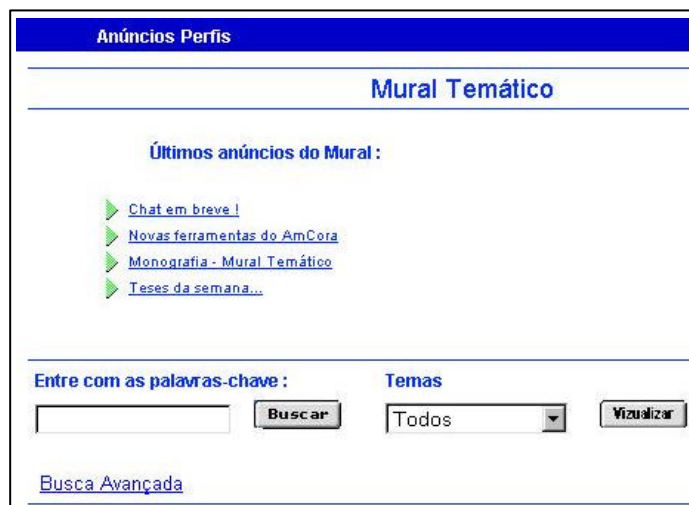 Anúncios Perfis
Mural Temático
Últimos anúncios do Mural :
Chat em breve !
Novas ferramentas do AmCora
Monografia - Mural Temático
Teses da semana...
Entre com as palavras-chave : Temas
Buscar Todos Vizualizar
Busca Avançada